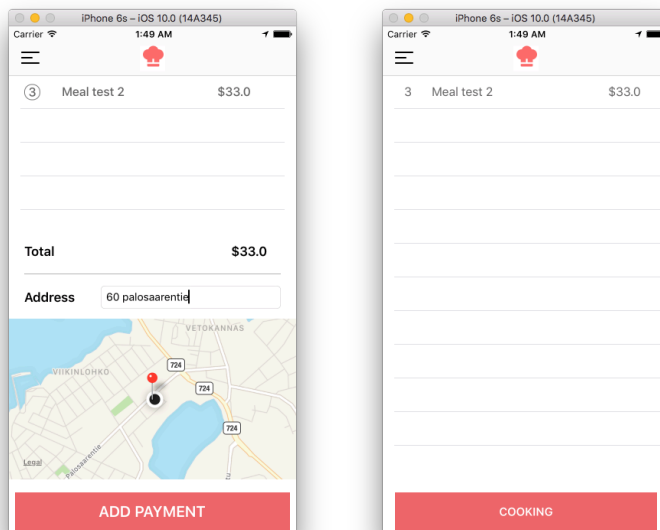 iPhone 6s – iOS 10.0 (14A345)
Carrier 1:49 AM
3 Meal test 2 $33.0
Total $33.0
Address 60 palosaarentie
VETOKANNAS
VIIKINLOHKO
724
724
724
Legal
Palosaarentie
ADD PAYMENT
iPhone 6s – iOS 10.0 (14A345)
Carrier 1:49 AM
3 Meal test 2 $33.0
COOKING